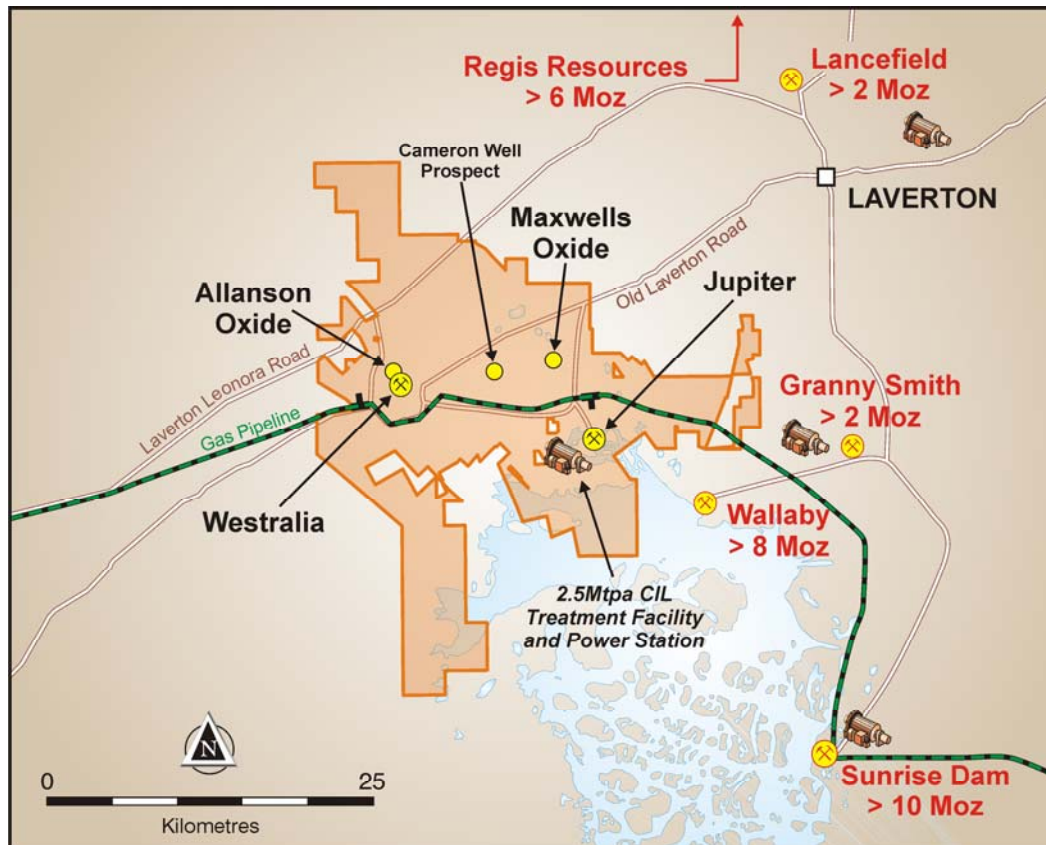 Regis Resources
> 6 Moz
Lancefield
> 2 Moz
Cameron Well
Prospect
LAVERTON
Maxwells
Oxide
Old Laverton Road
Jupiter
Allanson
Oxide
Laverton Leonora Road
Gas Pipeline
Granny Smith
> 2 Moz
Westralia
Wallaby
> 8 Moz
2.5Mtpa CIL
Treatment Facility
and Power Station
N
0 25
Kilometres
Sunrise Dam
> 10 Moz